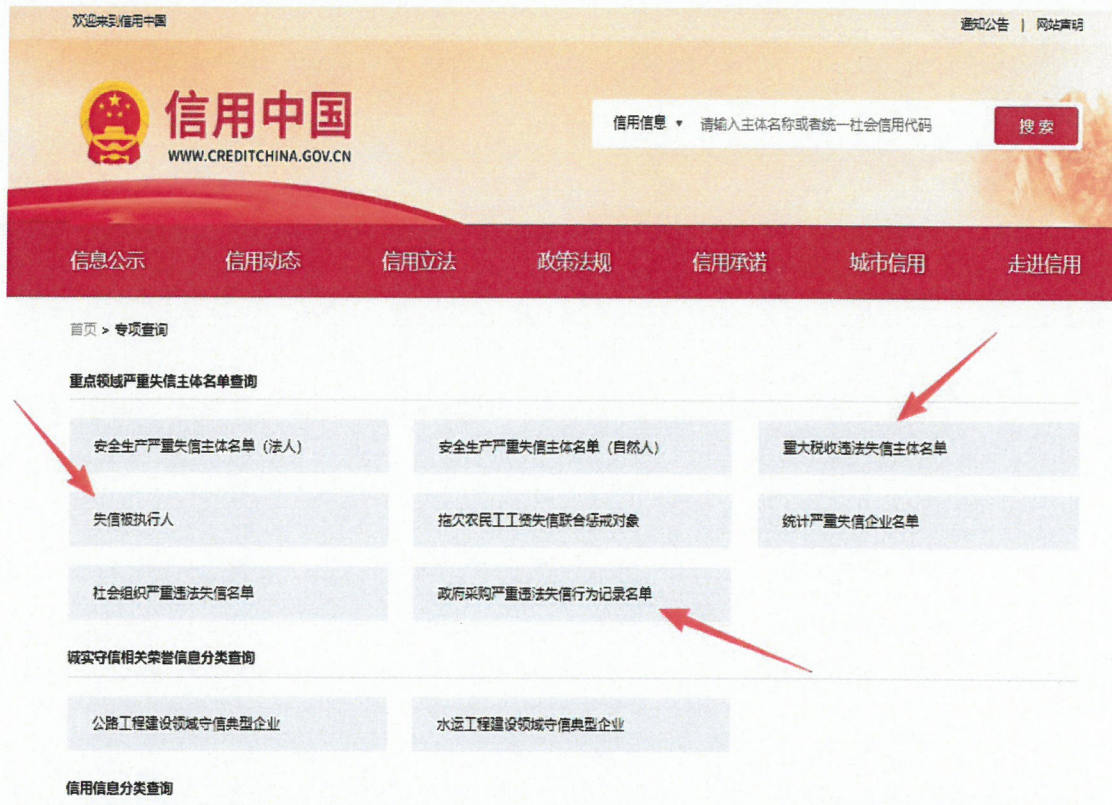 欢迎来到信用中国
通知公告 | 网站声明
信用中国
WWW.CREDITCHINA.GOV.CN
信用信息 ▼ 请输入主体名称或者统一社会信用代码 搜索
信息公示 信用动态 信用立法 政策法规 信用承诺 城市信用 走进信用
首页 > 专项查询
重点领域严重失信主体名单查询
安全生产严重失信主体名单（法人） 安全生产严重失信主体名单（自然人） 重大税收违法失信主体名单
失信被执行人 拖欠农民工工资失信联合惩戒对象 统计严重失信企业名单
社会组织严重违法失信名单 政府采购严重违法失信行为记录名单
诚实守信相关荣誉信息分类查询
公路工程建设领域守信典型企业 水运工程建设领域守信典型企业
信用信息分类查询